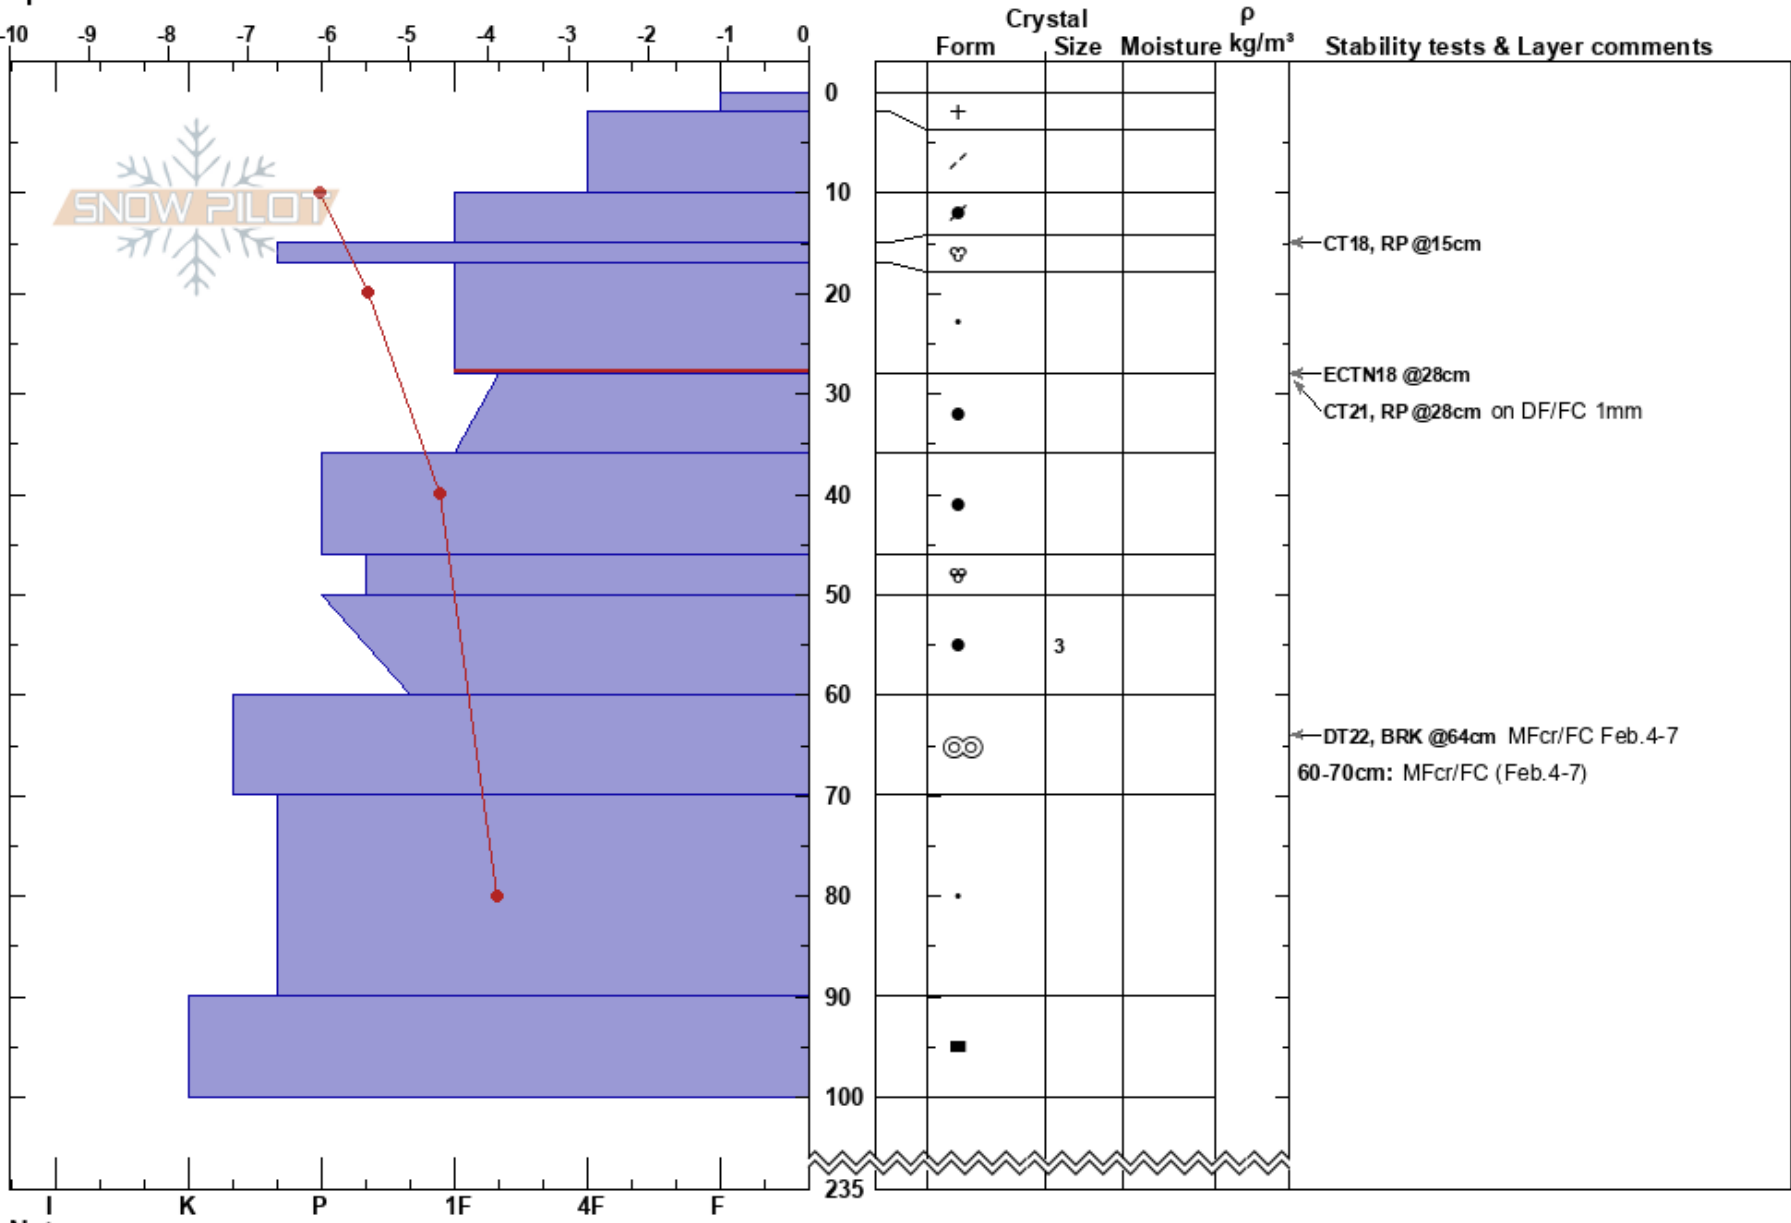 -10 -9 -8 -7 -6 -5 -4 -3 -2 -1 0
Crystal
ρ
Form Size Moisture kg/m³ Stability tests & Layer comments
0
SNOW PILOT
10
CT18, RP @15cm
20
ECTN18 @28cm
30
CT21, RP @28cm on DF/FC 1mm
40
50
3
60
DT22, BRK @64cm MFcr/FC Feb.4-7
60-70cm: MFcr/FC (Feb.4-7)
70
80
90
100
235
I K P 1F 4F F